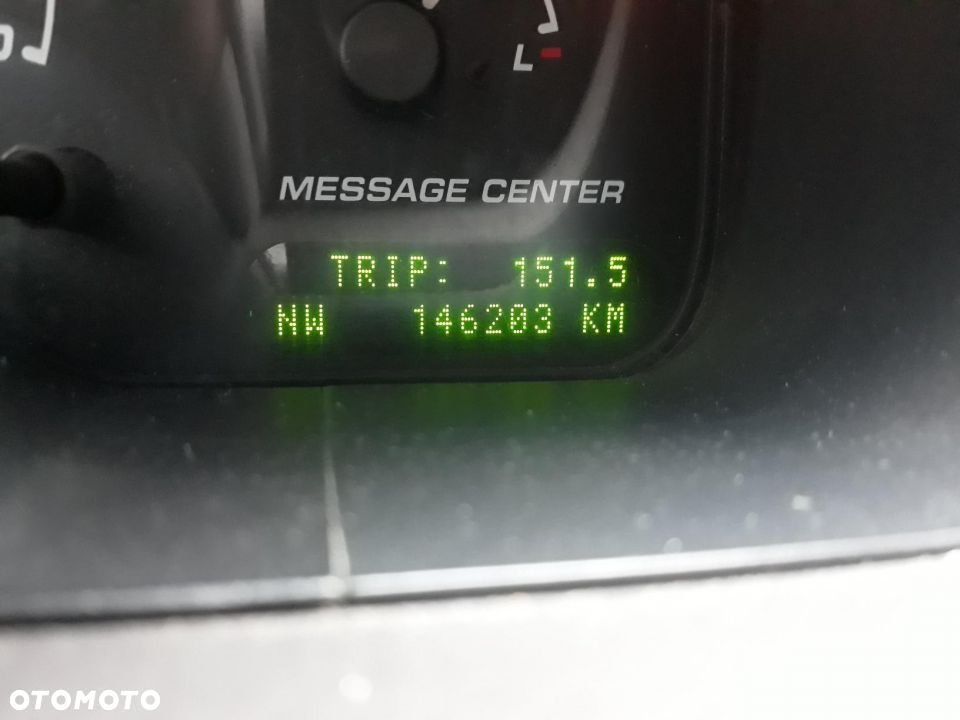 L
MESSAGE CENTER
TRIP: 151.5
NW 146203 KM
OTOMOTO